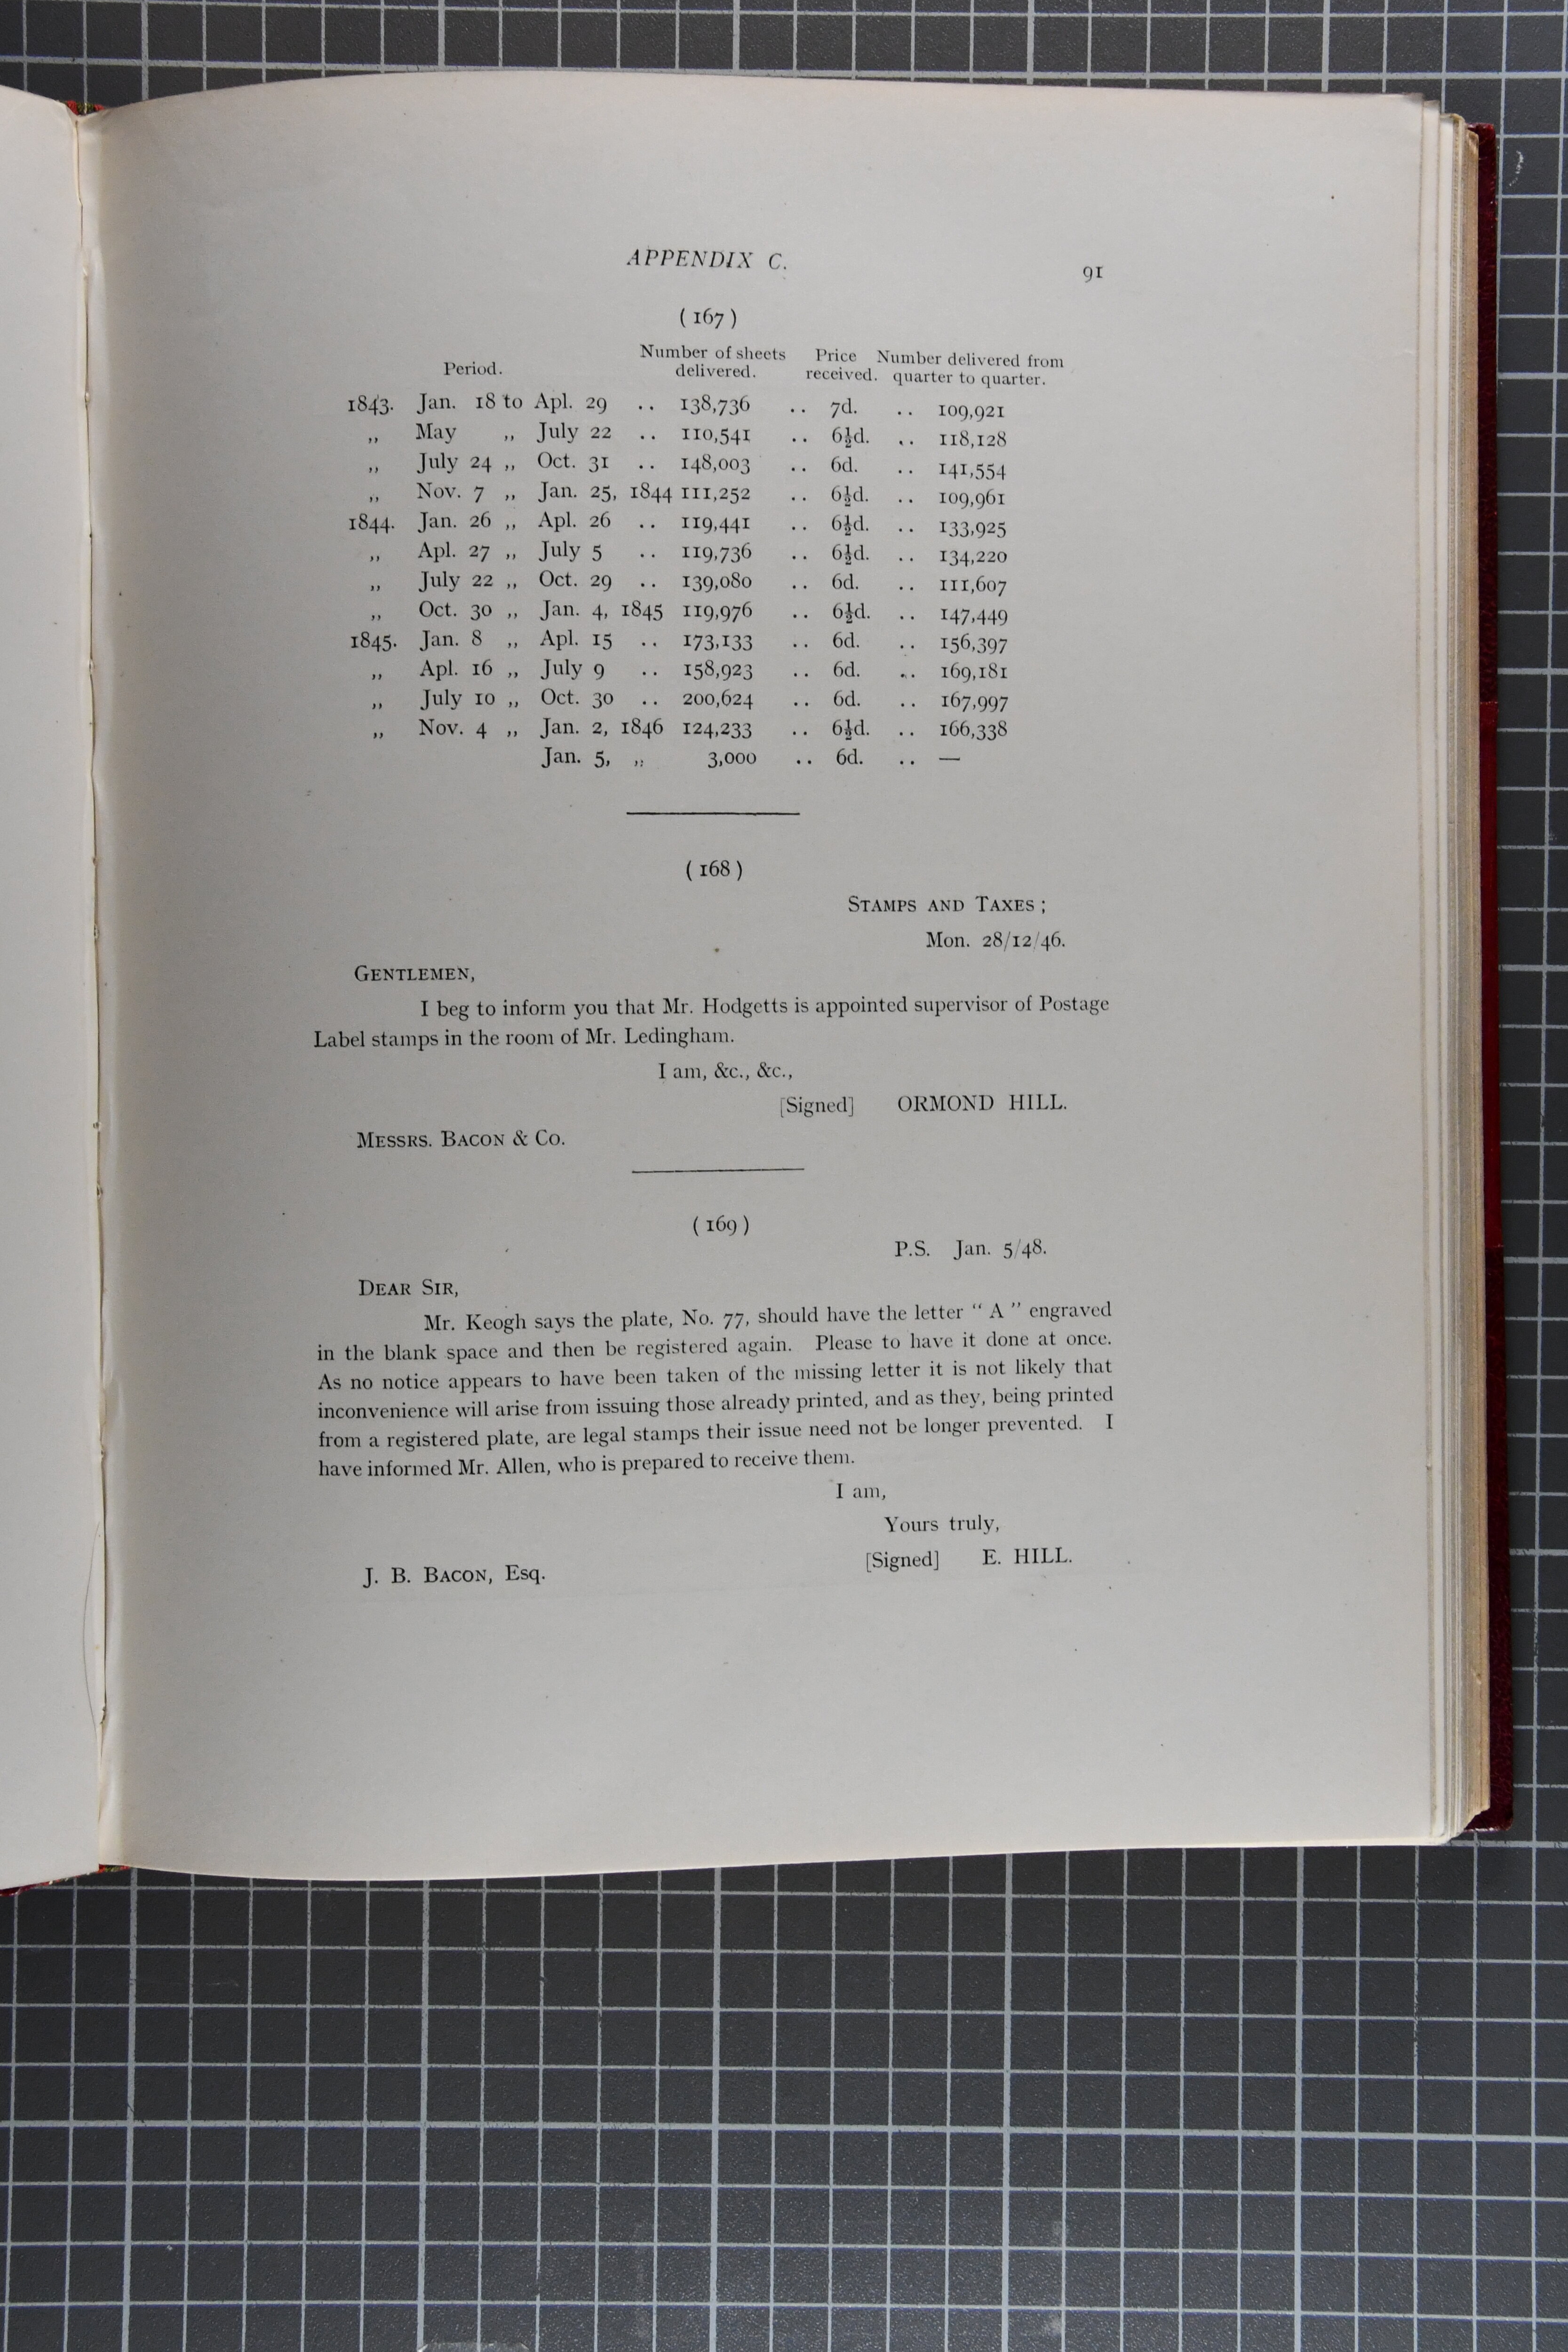 APPENDIX C. 91
( 167 )
Period. Number of sheets delivered. Price received. Number delivered from quarter to quarter.
1843. Jan. 18 to Apl. 29 .. 138,736 .. 7d. .. 109,921
„ May „ July 22 .. 110,541 .. 6½d. .. 118,128
„ July 24 „ Oct. 31 .. 148,003 .. 6d. .. 141,554
„ Nov. 7 „ Jan. 25, 1844 111,252 .. 6½d. .. 109,961
1844. Jan. 26 „ Apl. 26 .. 119,441 .. 6½d. .. 133,925
„ Apl. 27 „ July 5 .. 119,736 .. 6½d. .. 134,220
„ July 22 „ Oct. 29 .. 139,080 .. 6d. .. 111,607
„ Oct. 30 „ Jan. 4, 1845 119,976 .. 6½d. .. 147,449
1845. Jan. 8 „ Apl. 15 .. 173,133 .. 6d. .. 156,397
„ Apl. 16 „ July 9 .. 158,923 .. 6d. .. 169,181
„ July 10 „ Oct. 30 .. 200,624 .. 6d. .. 167,997
„ Nov. 4 „ Jan. 2, 1846 124,233 .. 6½d. .. 166,338
Jan. 5, „ 3,000 .. 6d. .. —
( 168 )
STAMPS AND TAXES ;
Mon. 28/12/46.
GENTLEMEN,
I beg to inform you that Mr. Hodgetts is appointed supervisor of Postage
Label stamps in the room of Mr. Ledingham.
I am, &c., &c.,
[Signed] ORMOND HILL.
MESSRS. BACON & CO.
( 169 )
P.S. Jan. 5/48.
DEAR SIR,
Mr. Keogh says the plate, No. 77, should have the letter “ A ” engraved
in the blank space and then be registered again. Please to have it done at once.
As no notice appears to have been taken of the missing letter it is not likely that
inconvenience will arise from issuing those already printed, and as they, being printed
from a registered plate, are legal stamps their issue need not be longer prevented. I
have informed Mr. Allen, who is prepared to receive them.
I am,
Yours truly,
[Signed] E. HILL.
J. B. BACON, Esq.